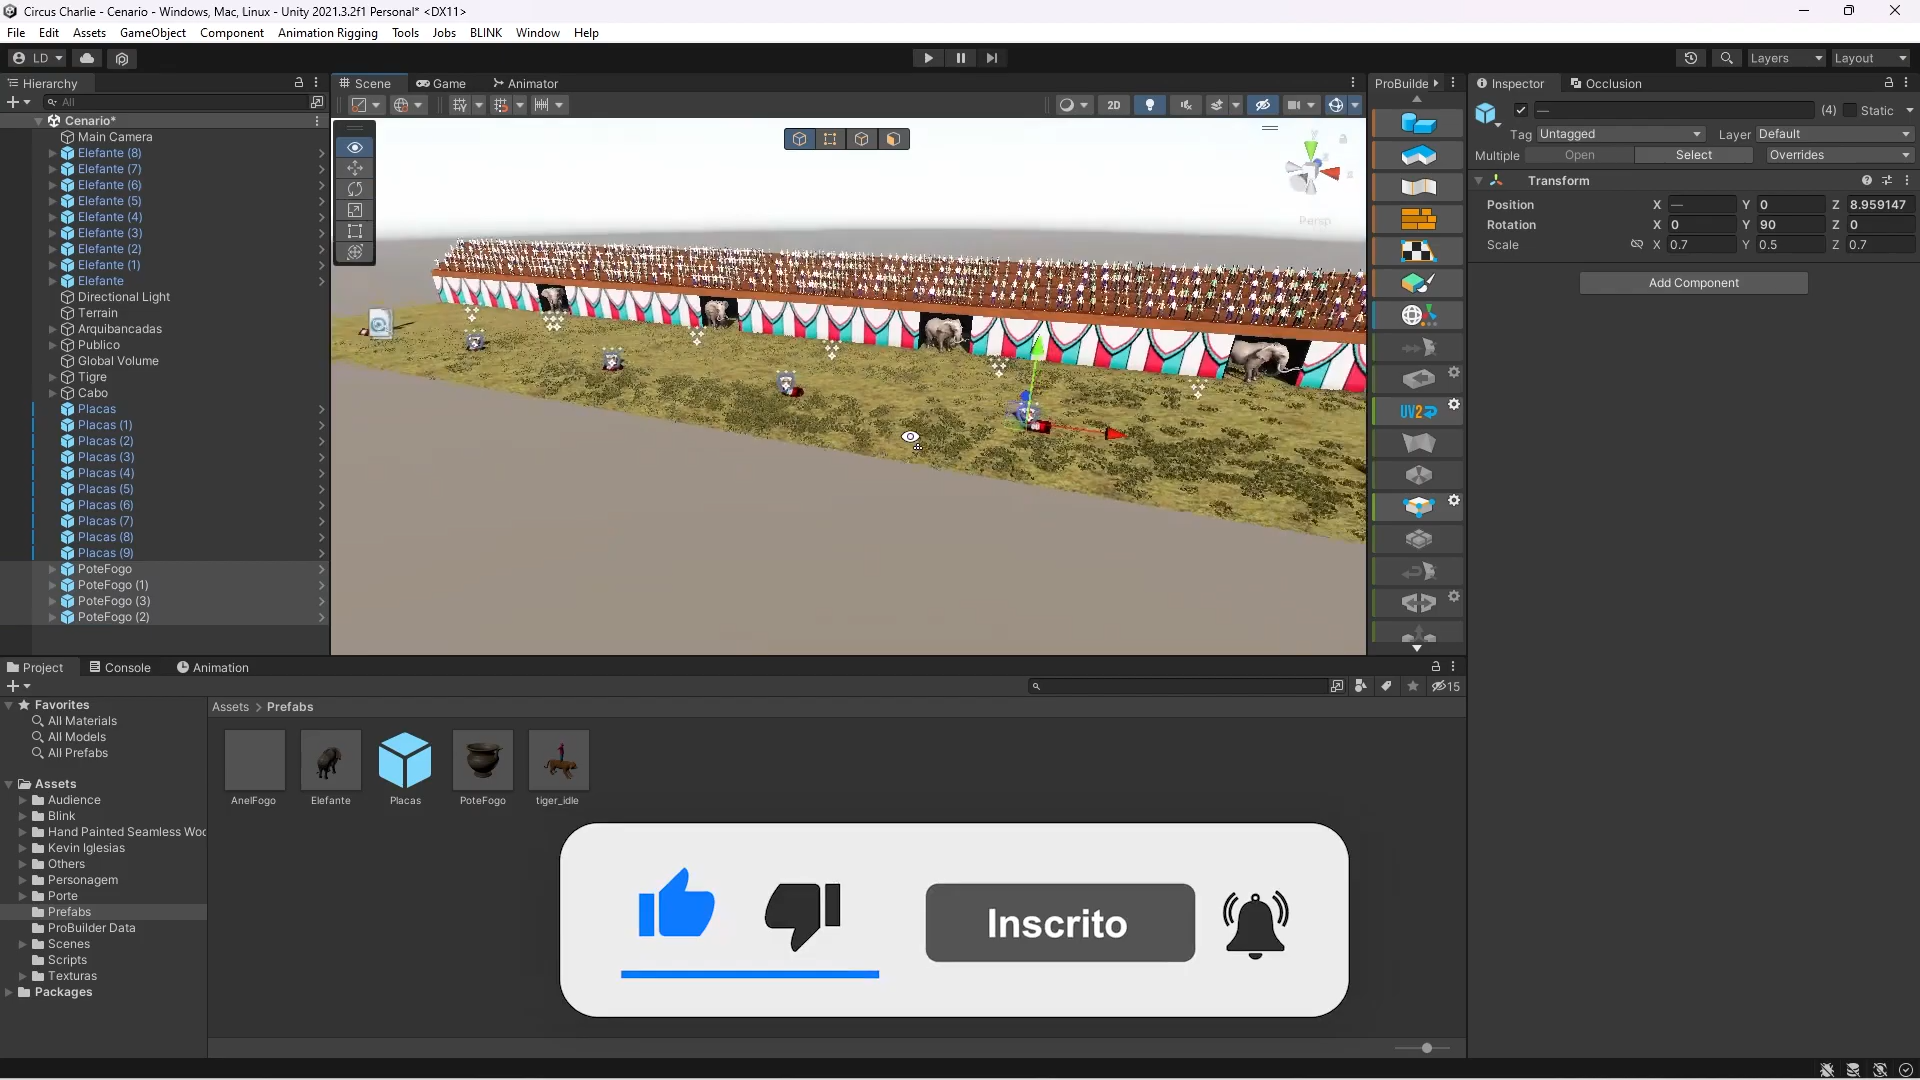 Circus Charlie - Cenario - Windows, Mac, Linux - Unity 2021.3.2f1 Personal* <DX11>
File Edit Assets GameObject Component Animation Rigging Tools Jobs BLINK Window Help
LD Layers Layout
Hierarchy Scene Game Animator ProBuilde Inspector Occlusion
All
2D
(4) Static
Cenario*
Main Camera
Elefante (8)
Elefante (7)
Elefante (6)
Elefante (5)
Elefante (4)
Elefante (3)
Elefante (2)
Elefante (1)
Elefante
Directional Light
Terrain
Arquibancadas
Publico
Global Volume
Tigre
Cabo
Placas
Placas (1)
Placas (2)
Placas (3)
Placas (4)
Placas (5)
Placas (6)
Placas (7)
Placas (8)
Placas (9)
PoteFogo
PoteFogo (1)
PoteFogo (3)
PoteFogo (2)
Persp
UV2
Tag Untagged Layer Default
Multiple Open Select Overrides
Transform
Position X — Y 0 Z 8.959147
Rotation X 0 Y 90 Z 0
Scale X 0.7 Y 0.5 Z 0.7
Add Component
Project Console Animation
15
Favorites
All Materials
All Models
All Prefabs
Assets
Audience
Blink
Hand Painted Seamless Woo
Kevin Iglesias
Others
Personagem
Porte
Prefabs
ProBuilder Data
Scenes
Scripts
Texturas
Packages
Assets > Prefabs
AnelFogo Elefante Placas PoteFogo tiger_idle
Inscrito